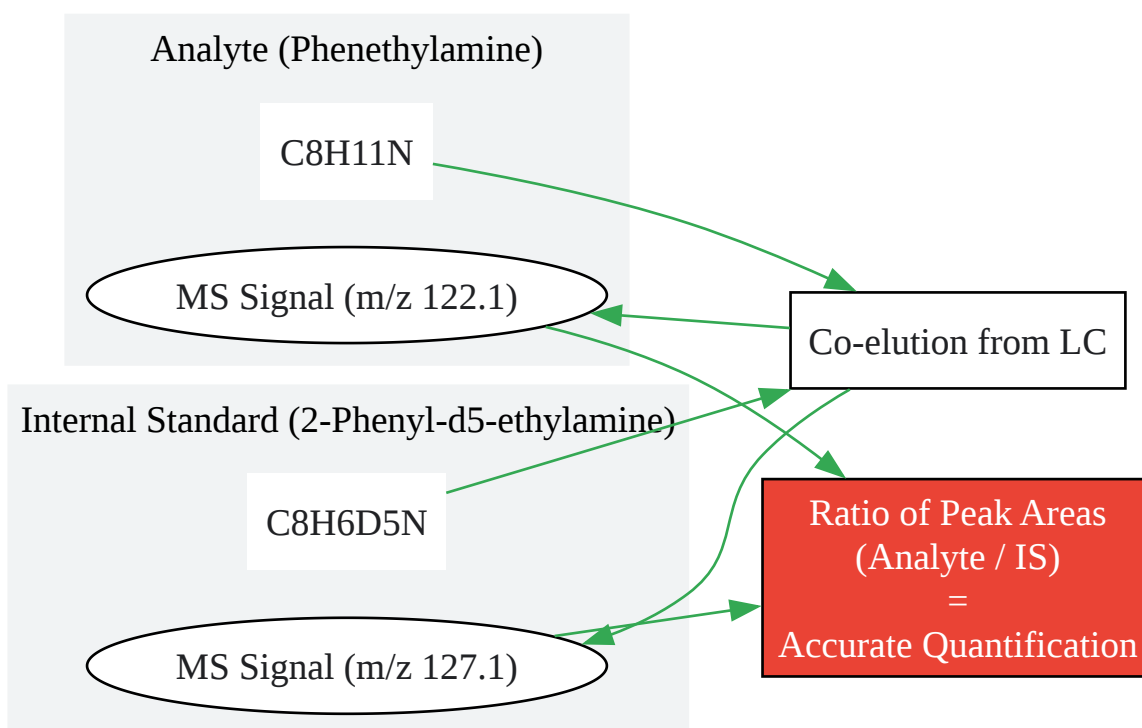 Analyte (Phenethylamine)
C8H11N
MS Signal (m/z 122.1)
Co-elution from LC
Internal Standard (2-Phenyl-d5-ethylamine)
C8H6D5N
MS Signal (m/z 127.1)
Ratio of Peak Areas
(Analyte / IS)
=
Accurate Quantification